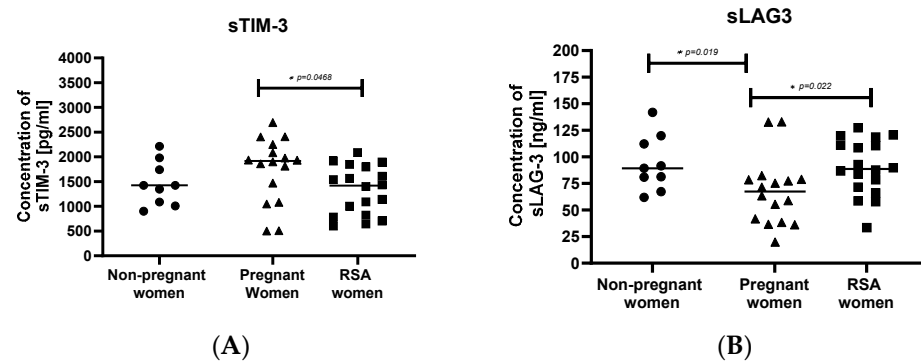 sTIM-3
Concentration of
sTIM-3 [pg/ml]
4000
3500
3000
2500
2000
1500
1000
500
0
* p=0.0468
Non-pregnant
women
Pregnant
Women
RSA
women
(A)
sLAG3
Concentration of
sLAG-3 [ng/ml]
200
175
150
125
100
75
50
25
0
* p=0.019
* p=0.022
Non-pregnant
women
Pregnant
women
RSA
women
(B)